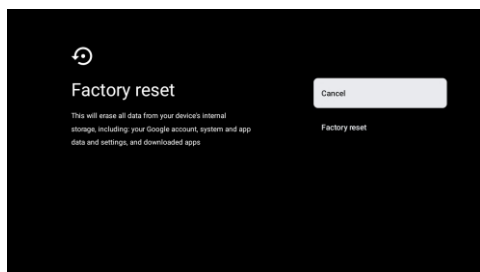 Factory reset
This will erase all data from your device's internal
storage, including: your Google account, system and app
data and settings, and downloaded apps
Cancel
Factory reset